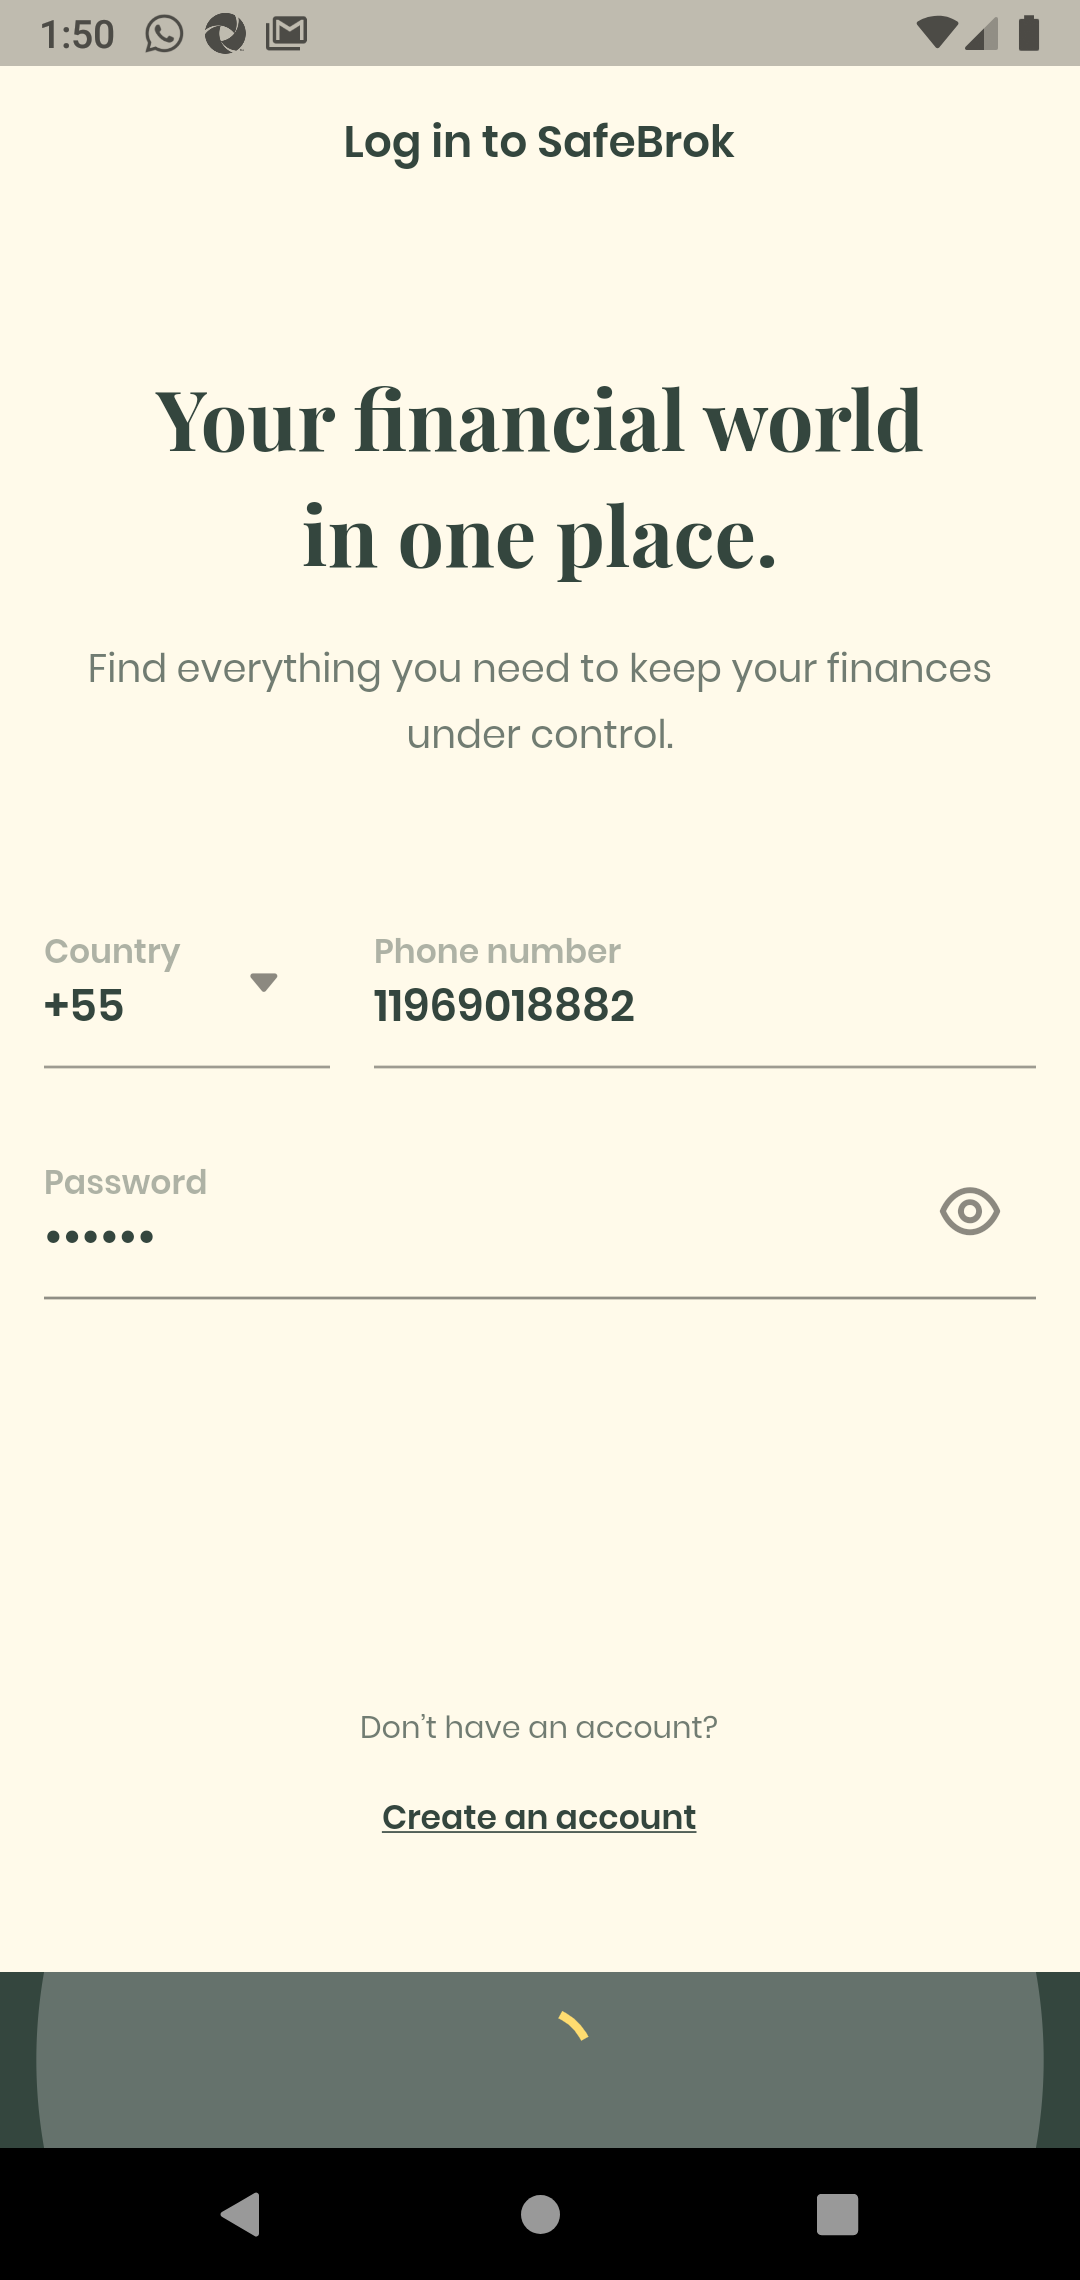 1:50
Log in to SafeBrok
Your financial world
in one place.
Find everything you need to keep your finances
under control.
Country
+55
Phone number
11969018882
Password
••••••
Don't have an account?
Create an account